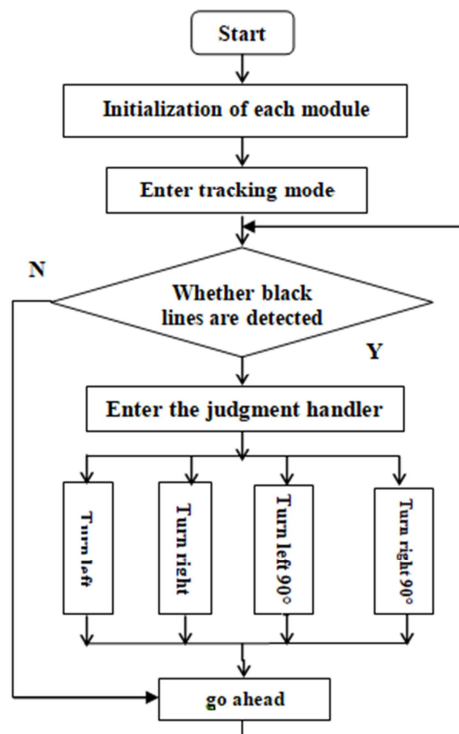 Start
Initialization of each module
Enter tracking mode
N
Whether black
lines are detected
Y
Enter the judgment handler
Turn left
Turn right
Turn left 90°
Turn right 90°
go ahead